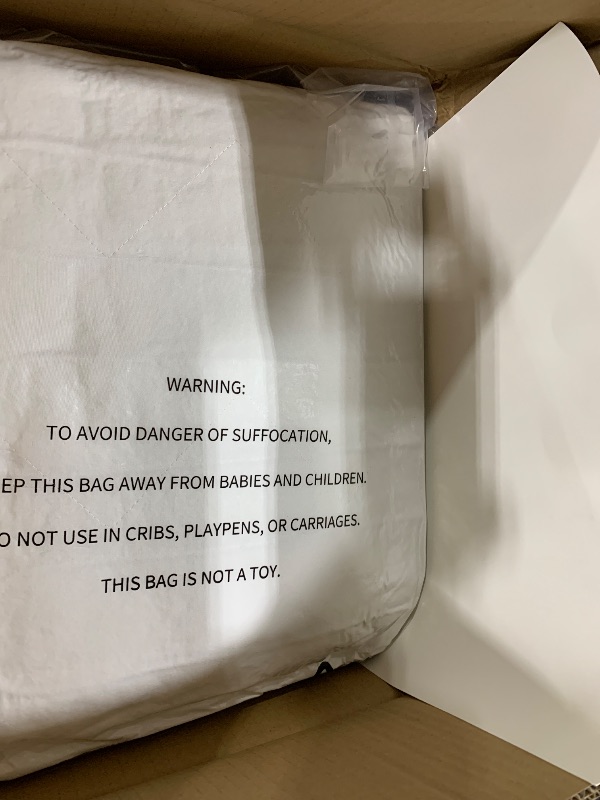 WARNING:
TO AVOID DANGER OF SUFFOCATION,
EP THIS BAG AWAY FROM BABIES AND CHILDREN.
O NOT USE IN CRIBS, PLAYPENS, OR CARRIAGES.
THIS BAG IS NOT A TOY.